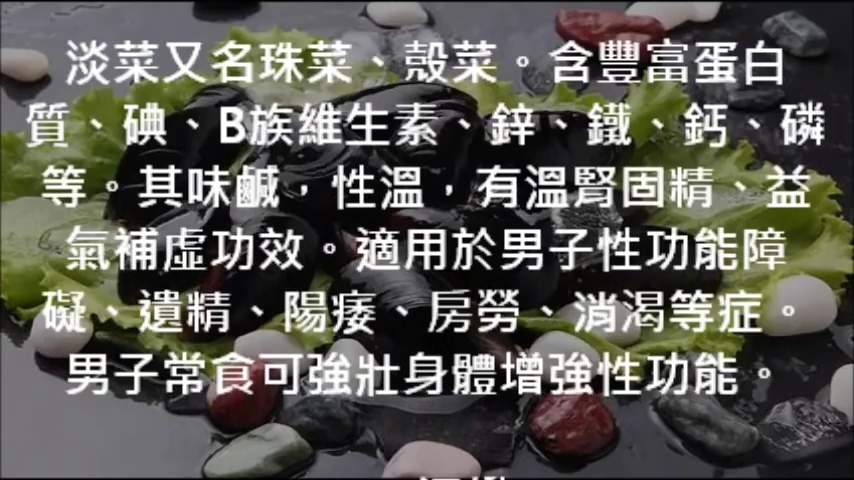 淡菜又名珠菜、殼菜。含豐富蛋白
質、碘、B族維生素、鋅、鐵、鈣、磷
等。其味鹹，性溫，有溫腎固精、益
氣補虛功效。適用於男子性功能障
礙、遺精、陽痿、房勞、消渴等症。
男子常食可強壯身體增強性功能。